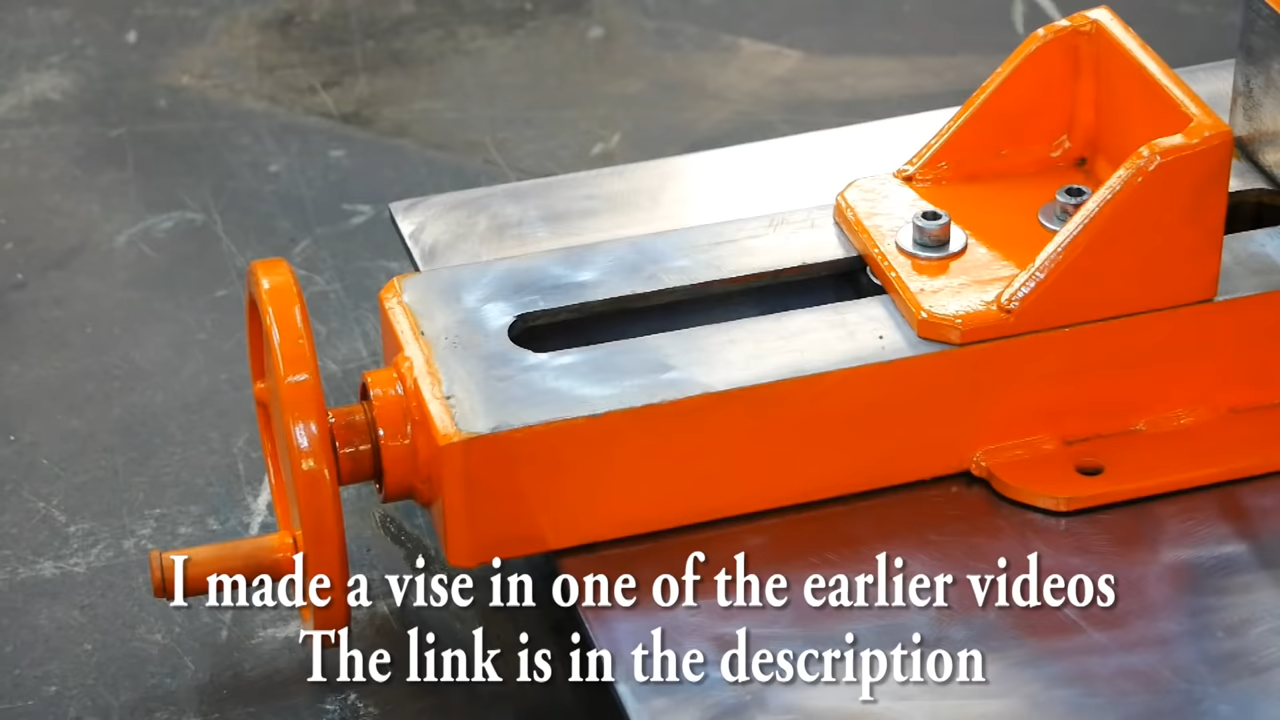 I made a vise in one of the earlier videos
The link is in the description